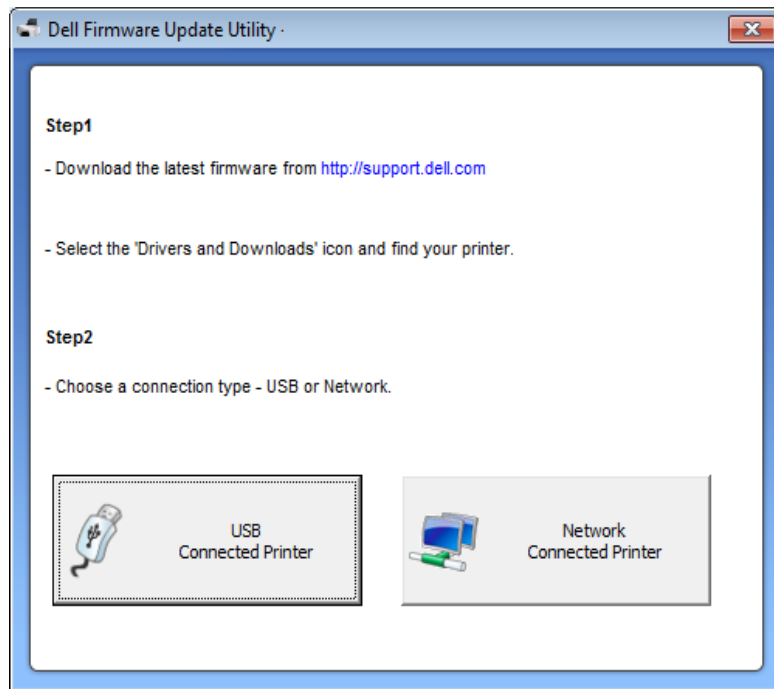 Dell Firmware Update Utility ·
Step1
- Download the latest firmware from http://support.dell.com
- Select the 'Drivers and Downloads' icon and find your printer.
Step2
- Choose a connection type - USB or Network.
USB
Connected Printer
Network
Connected Printer